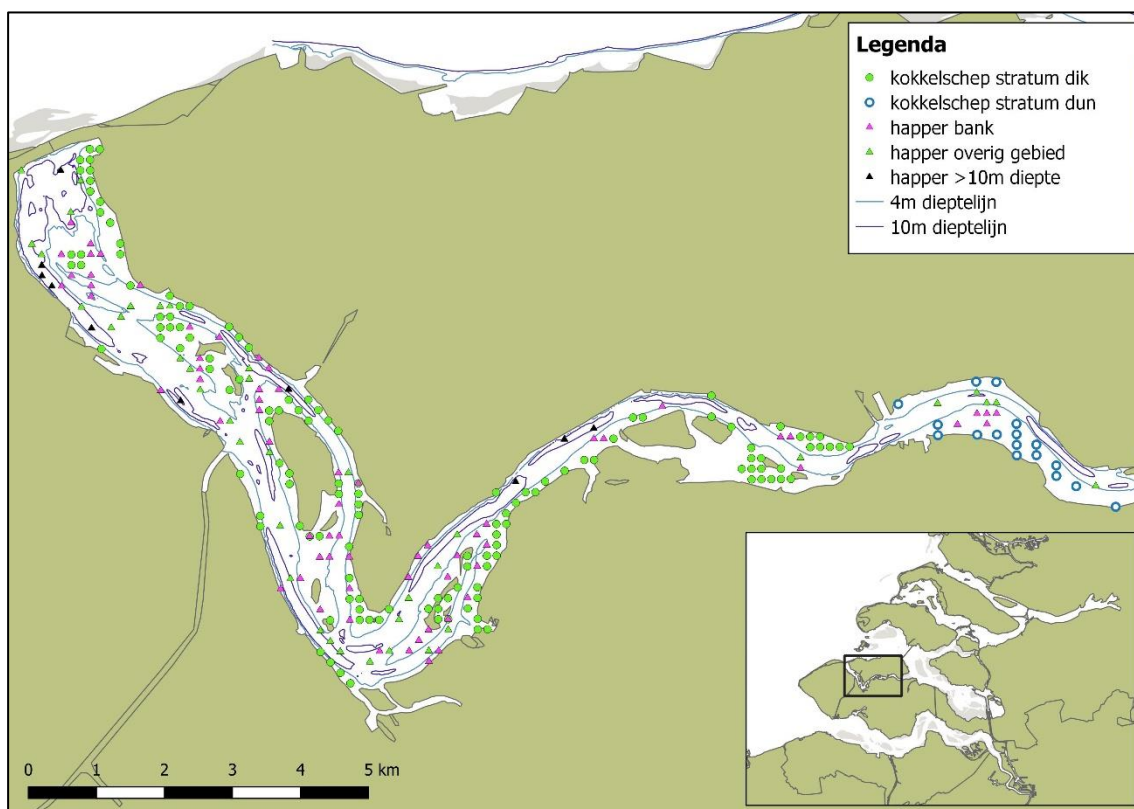 Legenda
kokkelschep stratum dik
kokkelschep stratum dun
happer bank
happer overig gebied
happer >10m diepte
4m dieptelijn
10m dieptelijn
0 1 2 3 4 5 km